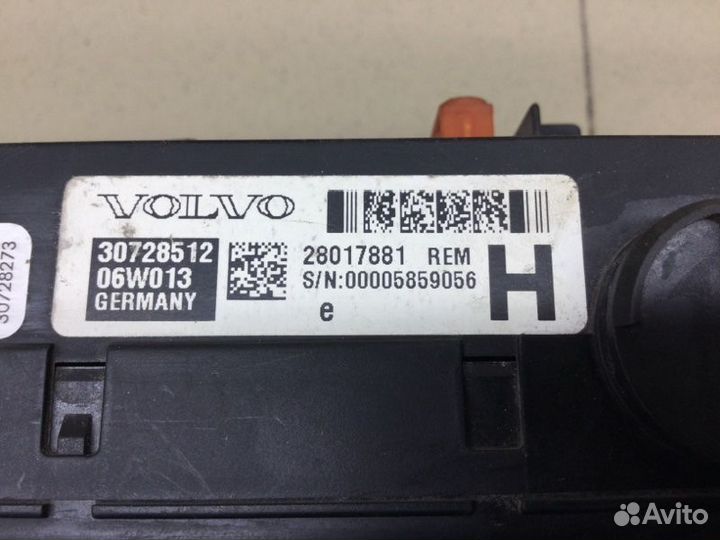 VOLVO
30728512
06W013
GERMANY
28017881 REM
S/N:00005859056
e
H
30728273
Avito